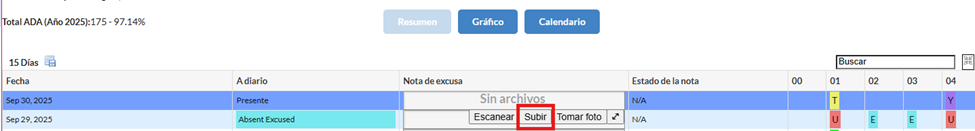 Total ADA (Año 2025):175 - 97.14%
Resumen Gráfico Calendario
15 Días Buscar
Fecha A diario Nota de excusa Estado de la nota 00 01 02 03 04
Sep 30, 2025 Presente Sin archivos N/A T Y
Sep 29, 2025 Absent Excused Escanear Subir Tomar foto N/A U E E U